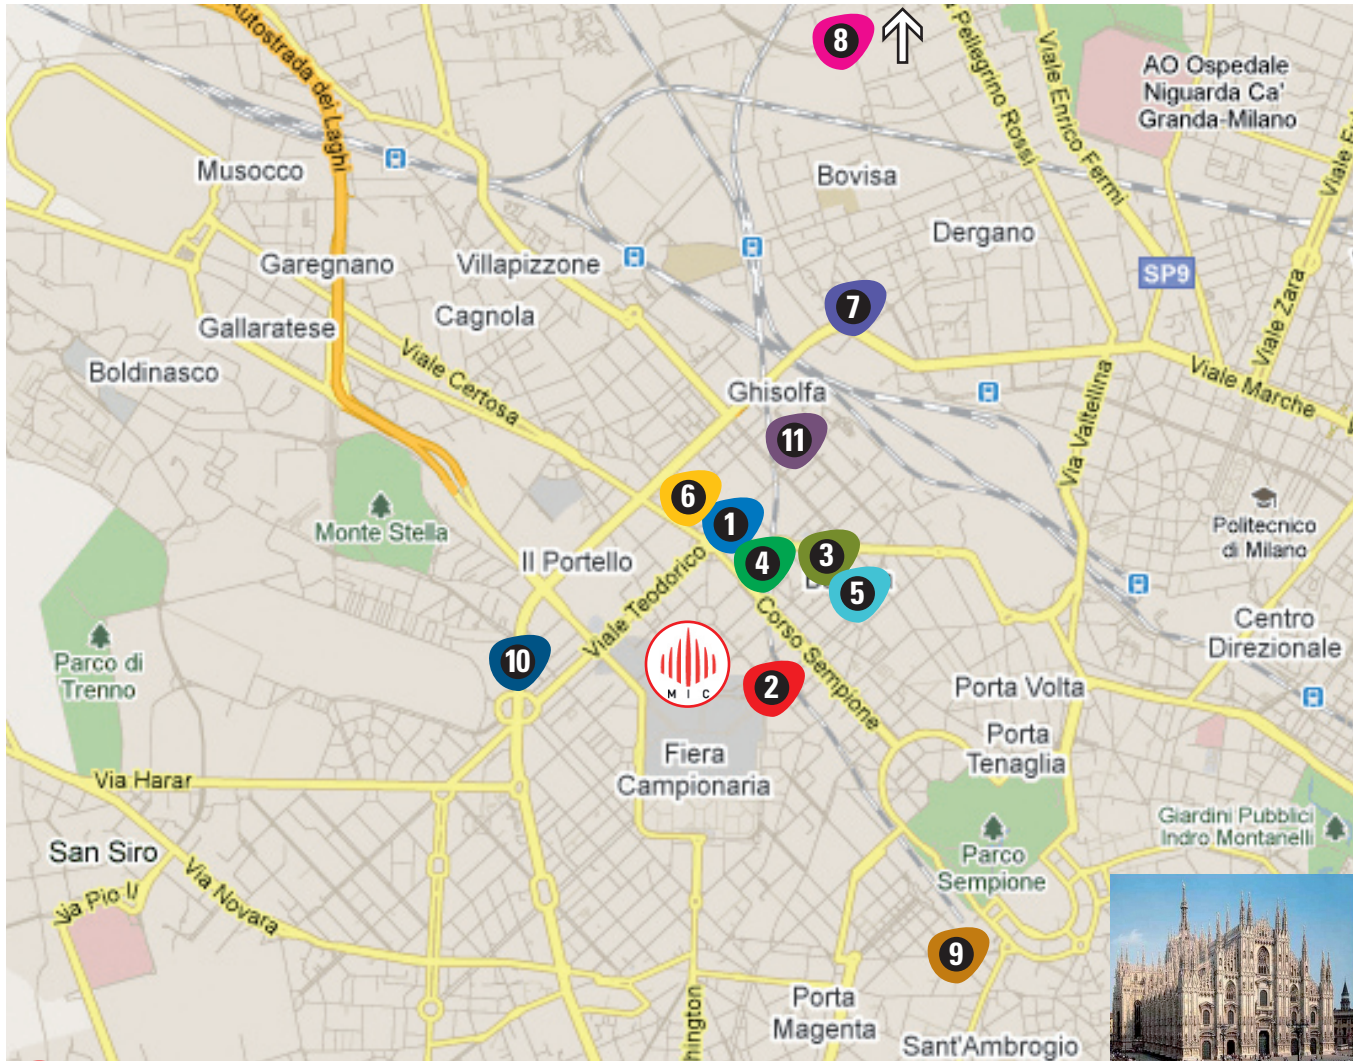 Autostrada dei Laghi
8
Pellegrino Rossi
Viale Enrico Fermi
AO Ospedale
Niguarda Ca'
Granda-Milano
Musocco
Bovisa
Dergano
Garegnano
Villapizzone
SP9
Viale Zara
Gallaratese
Cagnola
7
Boldinasco
Viale Certosa
Ghisolfa
Viale Marche
11
Via Valtellina
6
1
Monte Stella
Il Portello
4
3
5
Politecnico
di Milano
Viale Teodorico
Corso Sempione
Centro
Direzionale
Parco di
Trenno
10
MIC
2
Porta Volta
Porta
Tenaglia
Fiera
Campionaria
Via Harar
Giardini Pubblici
Indro Montanelli
San Siro
Parco
Sempione
Via Novara
9
Porta
Magenta
Sant'Ambrogio